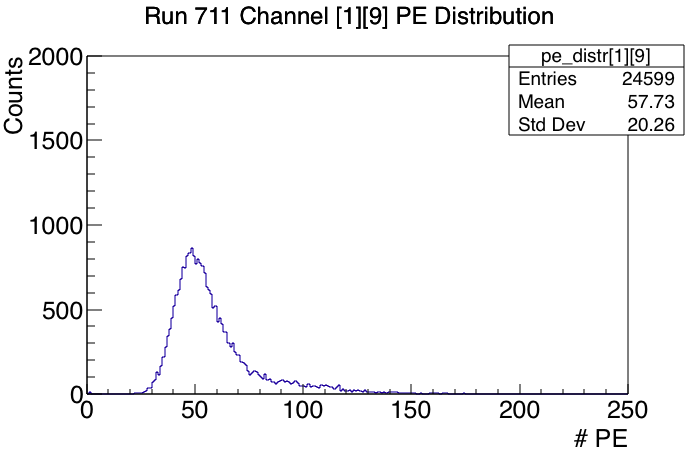 Run 711 Channel [1][9] PE Distribution
pe_distr[1][9]
Entries 24599
Mean 57.73
Std Dev 20.26
Counts
2000
1500
1000
500
0
0 50 100 150 200 250
# PE